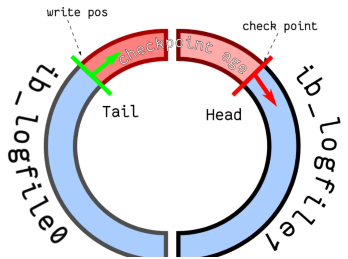 write pos
check point
checkpoint age
Tail
Head
ib_logfile0
ib_logfile1